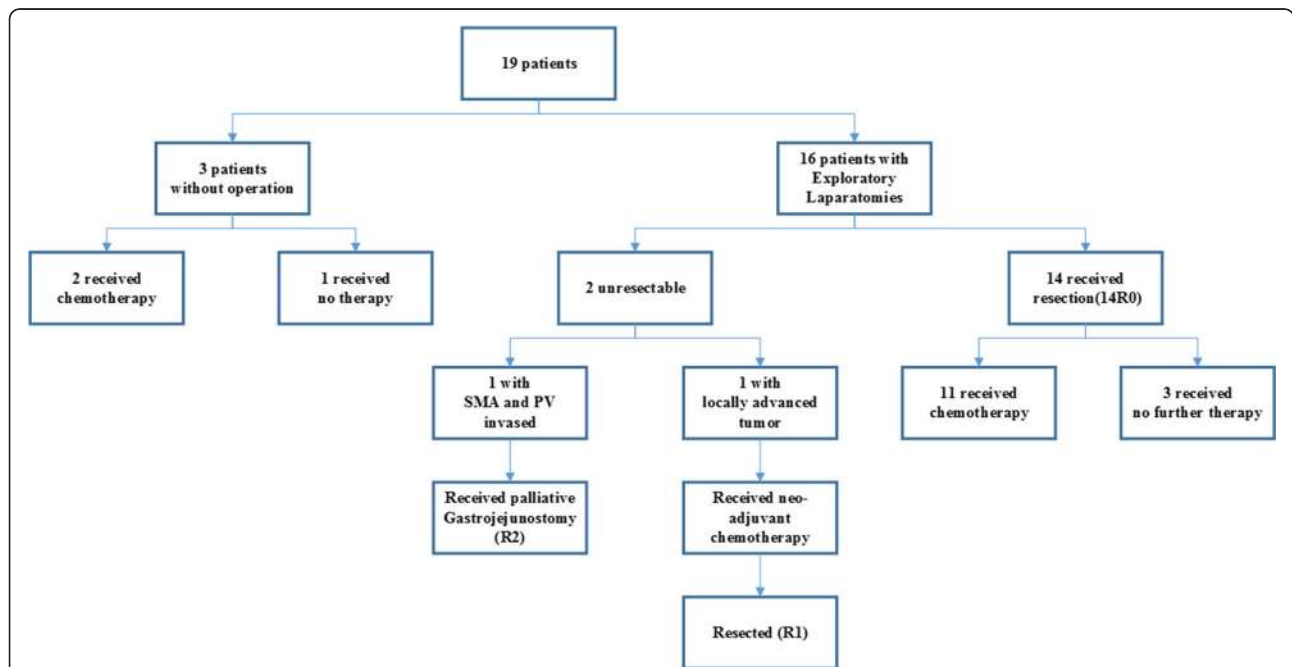 19 patients
3 patients
without operation
16 patients with
Exploratory
Laparatomies
2 received
chemotherapy
1 received
no therapy
2 unresectable
14 received
resection(14R0)
1 with
SMA and PV
invased
1 with
locally advanced
tumor
11 received
chemotherapy
3 received
no further therapy
Received palliative
Gastrojejunostomy
(R2)
Received neo-
adjuvant
chemotherapy
Resected (R1)